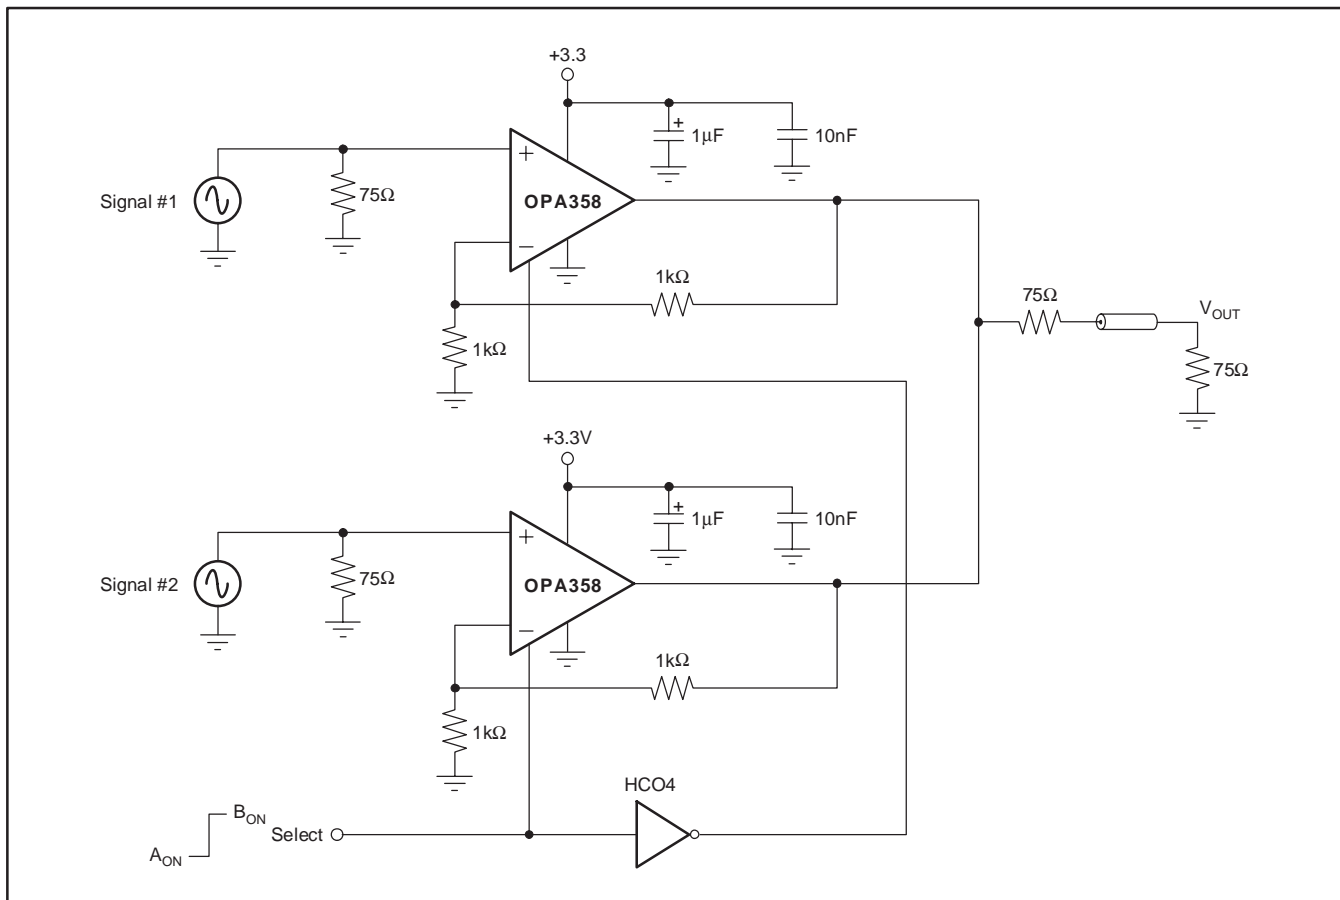 +3.3
1μF
10nF
+
Signal #1
75Ω
+
OPA358
−
1kΩ
1kΩ
75Ω
VOUT
75Ω
+3.3V
1μF
10nF
+
Signal #2
75Ω
+
OPA358
−
1kΩ
1kΩ
HCO4
BON
Select
AON